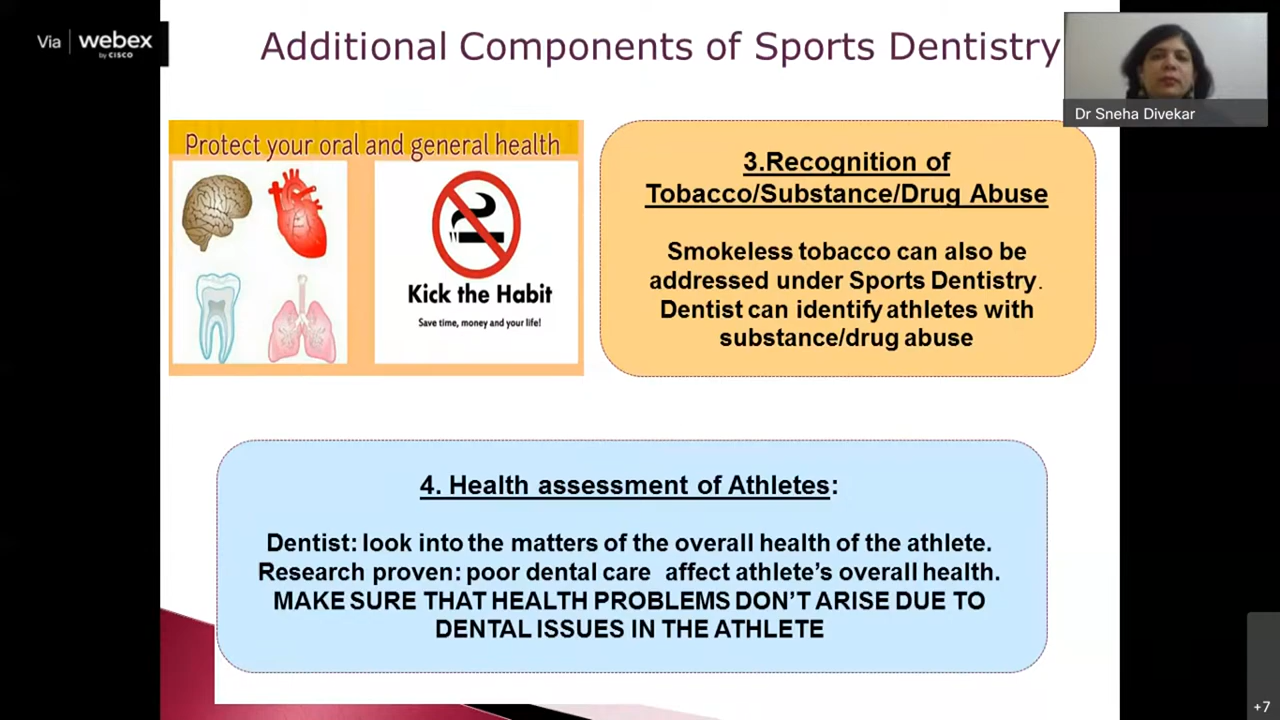 Via webex
by CISCO
Additional Components of Sports Dentistry
Dr Sneha Divekar
Protect your oral and general health
Kick the Habit
Save time, money and your life!
3.Recognition of
Tobacco/Substance/Drug Abuse
Smokeless tobacco can also be
addressed under Sports Dentistry.
Dentist can identify athletes with
substance/drug abuse
4. Health assessment of Athletes:
Dentist: look into the matters of the overall health of the athlete.
Research proven: poor dental care affect athlete's overall health.
MAKE SURE THAT HEALTH PROBLEMS DON'T ARISE DUE TO
DENTAL ISSUES IN THE ATHLETE
+7